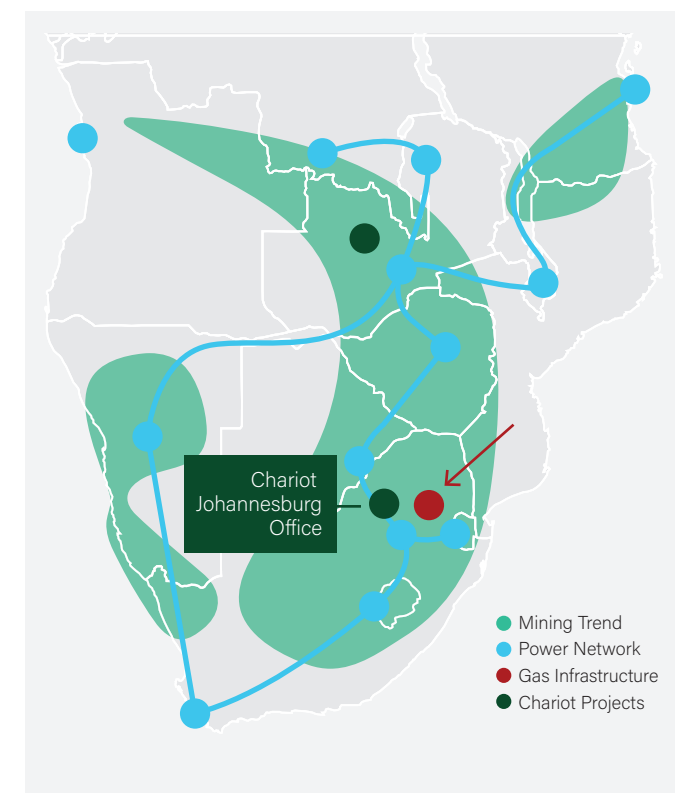 Chariot
Johannesburg
Office
Mining Trend
Power Network
Gas Infrastructure
Chariot Projects